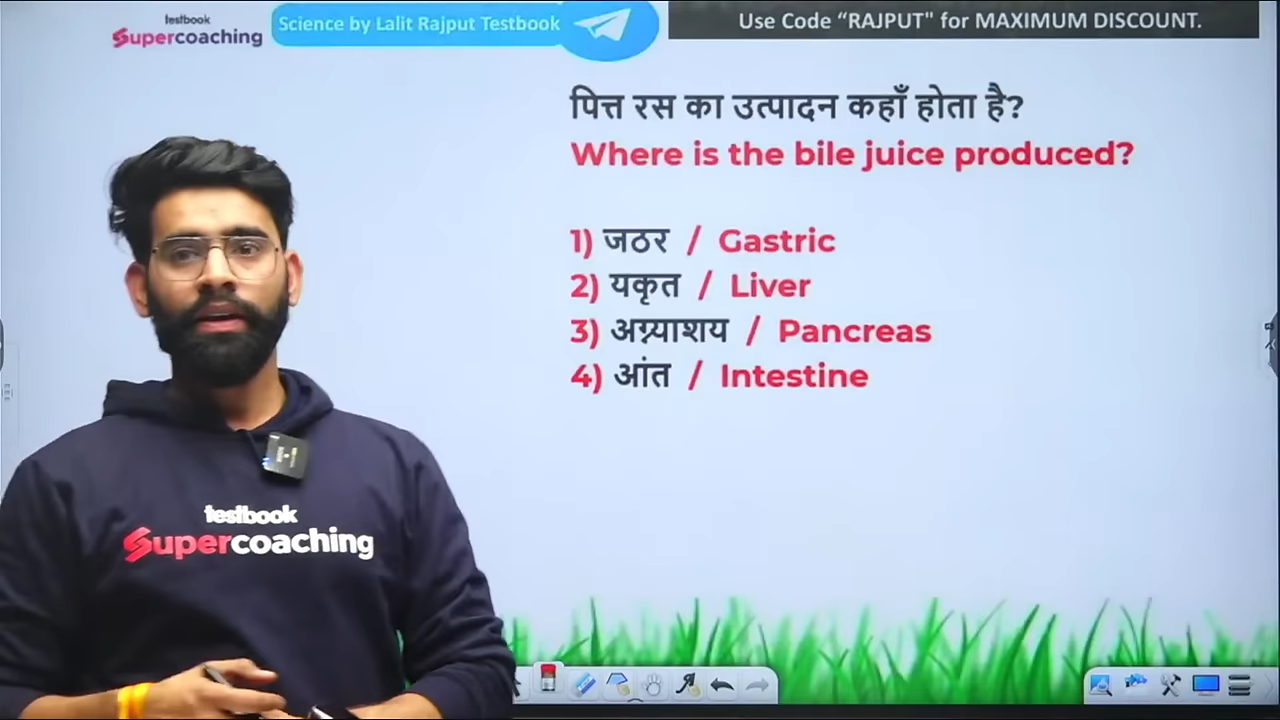 testbook
Supercoaching
Science by Lalit Rajput Testbook
Use Code “RAJPUT" for MAXIMUM DISCOUNT.
पित्त रस का उत्पादन कहाँ होता है?
Where is the bile juice produced?
1) जठर / Gastric
2) यकृत / Liver
3) अग्न्याशय / Pancreas
4) आंत / Intestine
testbook
Supercoaching